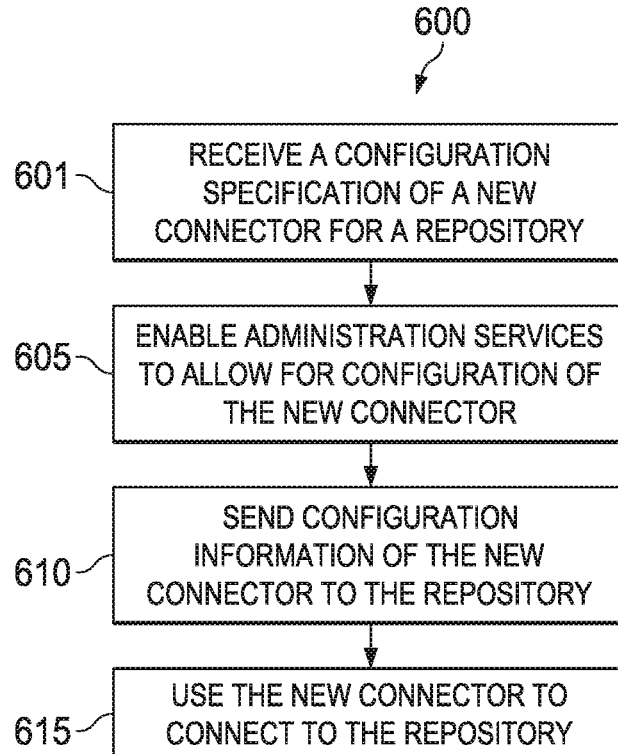 600
601
RECEIVE A CONFIGURATION
SPECIFICATION OF A NEW
CONNECTOR FOR A REPOSITORY
605
ENABLE ADMINISTRATION SERVICES
TO ALLOW FOR CONFIGURATION OF
THE NEW CONNECTOR
610
SEND CONFIGURATION
INFORMATION OF THE NEW
CONNECTOR TO THE REPOSITORY
615
USE THE NEW CONNECTOR TO
CONNECT TO THE REPOSITORY